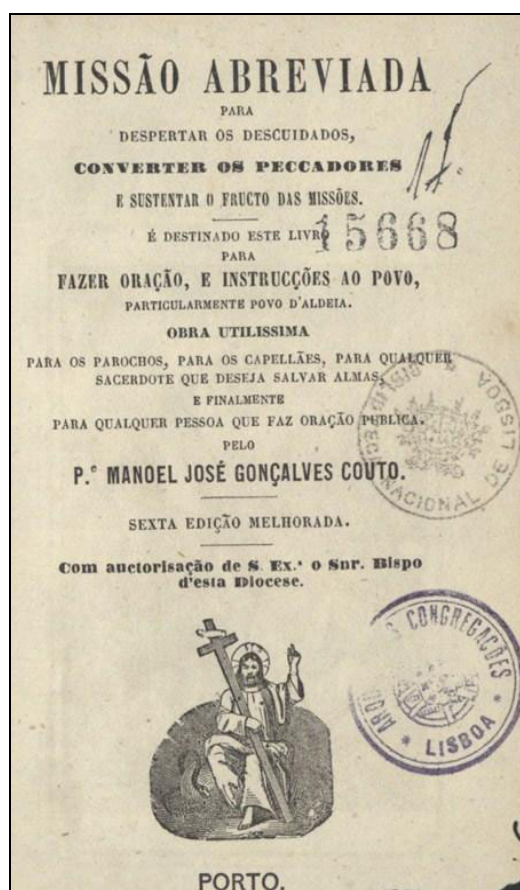 MISSÃO ABREVIADA
PARA
DESPERTAR OS DESCUIDADOS,
CONVERTER OS PECCADORES
E SUSTENTAR O FRUCTO DAS MISSÕES.
É DESTINADO ESTE LIVRO
15668
PARA
FAZER ORAÇÃO, E INSTRUCÇÕES AO POVO,
PARTICULARMENTE POVO D'ALDEIA.
OBRA UTILISSIMA
PARA OS PAROCHOS, PARA OS CAPELLÃES, PARA QUALQUER
SACERDOTE QUE DESEJA SALVAR ALMAS,
E FINALMENTE
PARA QUALQUER PESSOA QUE FAZ ORAÇÃO PUBLICA.
PELO
P.e MANOEL JOSÉ GONÇALVES COUTO.
SEXTA EDIÇÃO MELHORADA.
Com auctorisação de S. Ex.a o Snr. Bispo
d'esta Diocese.
NACIONAL DE LISBOA
CONGREGAÇÕES
* LISBOA *
PORTO.